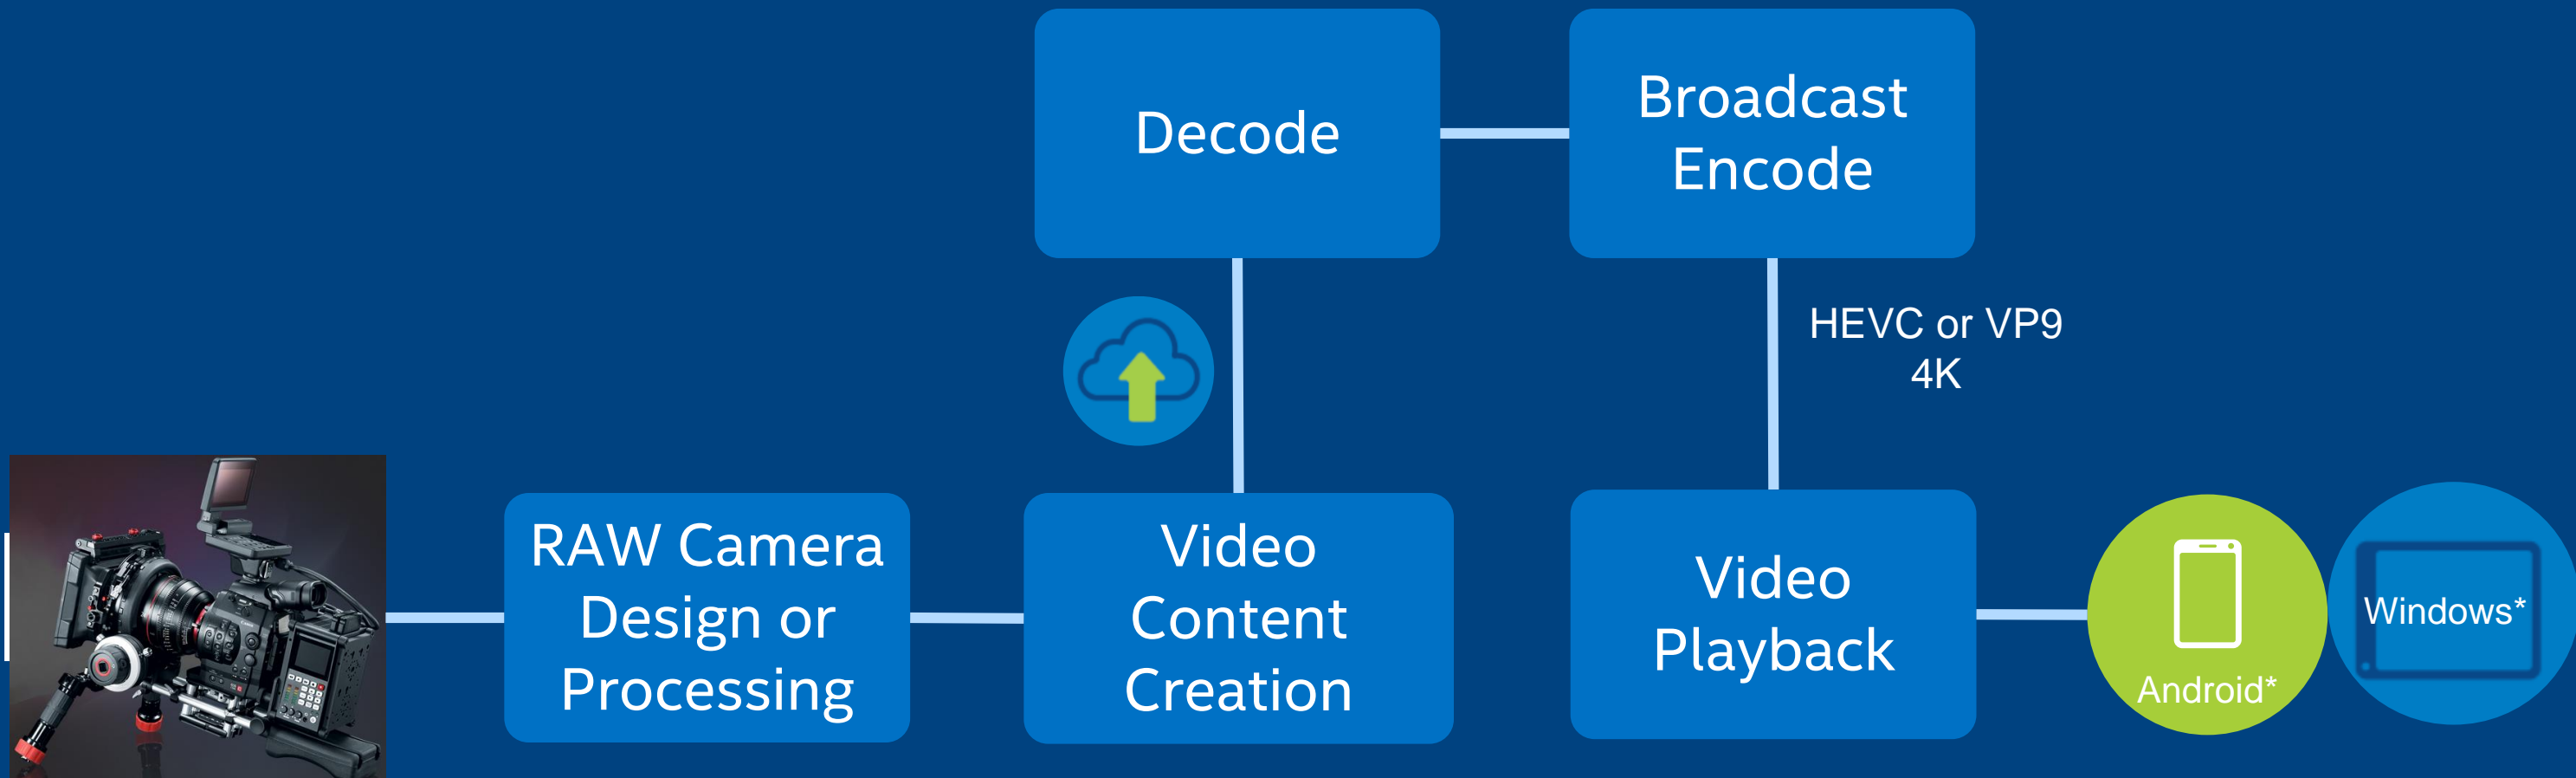 Decode
Broadcast
Encode
HEVC or VP9
4K
RAW Camera
Design or
Processing
Video
Content
Creation
Video
Playback
Android*
Windows*